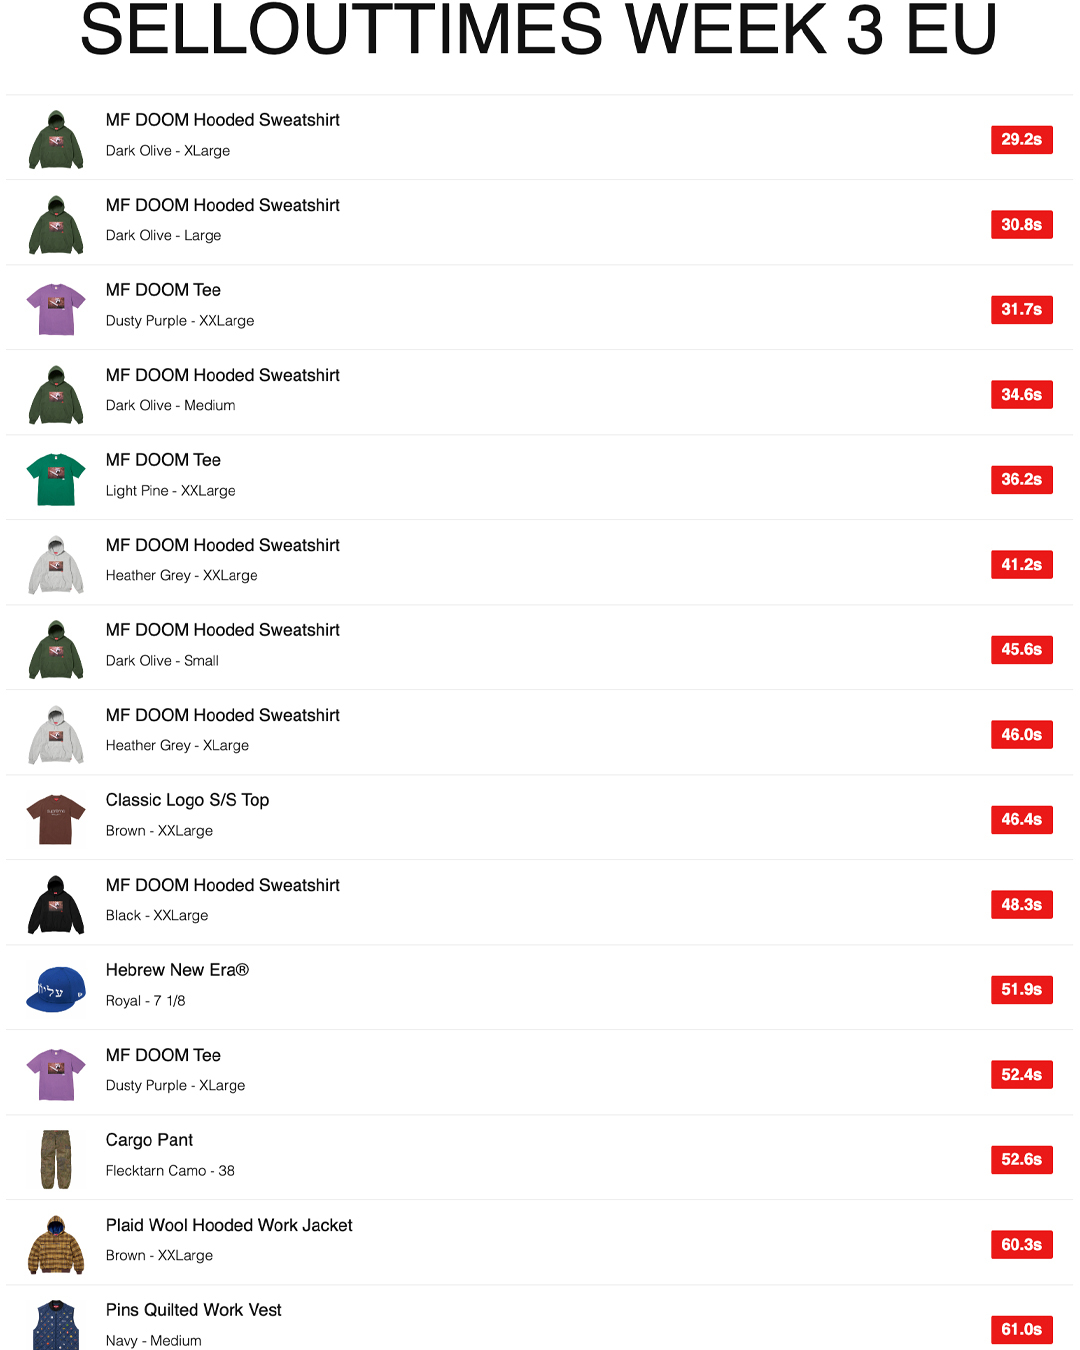 SELLOUTTIMES WEEK 3 EU
MF DOOM Hooded Sweatshirt
Dark Olive - XLarge
29.2s
MF DOOM Hooded Sweatshirt
Dark Olive - Large
30.8s
MF DOOM Tee
Dusty Purple - XXLarge
31.7s
MF DOOM Hooded Sweatshirt
Dark Olive - Medium
34.6s
MF DOOM Tee
Light Pine - XXLarge
36.2s
MF DOOM Hooded Sweatshirt
Heather Grey - XXLarge
41.2s
MF DOOM Hooded Sweatshirt
Dark Olive - Small
45.6s
MF DOOM Hooded Sweatshirt
Heather Grey - XLarge
46.0s
Classic Logo S/S Top
Brown - XXLarge
46.4s
MF DOOM Hooded Sweatshirt
Black - XXLarge
48.3s
Hebrew New Era®
Royal - 7 1/8
51.9s
MF DOOM Tee
Dusty Purple - XLarge
52.4s
Cargo Pant
Flecktarn Camo - 38
52.6s
Plaid Wool Hooded Work Jacket
Brown - XXLarge
60.3s
Pins Quilted Work Vest
Navy - Medium
61.0s